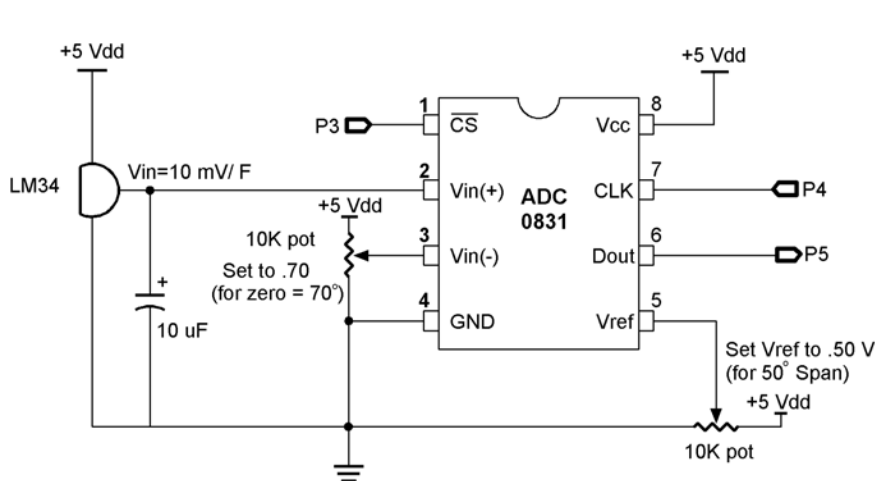 +5 Vdd
+5 Vdd
P3
1
C̅S̅
Vcc
8
LM34
Vin=10 mV/ F
2
Vin(+)
ADC
0831
CLK
7
P4
+5 Vdd
10K pot
Set to .70
(for zero = 70°)
3
Vin(-)
Dout
6
P5
+
10 uF
4
GND
Vref
5
Set Vref to .50 V
(for 50° Span)
+5 Vdd
10K pot